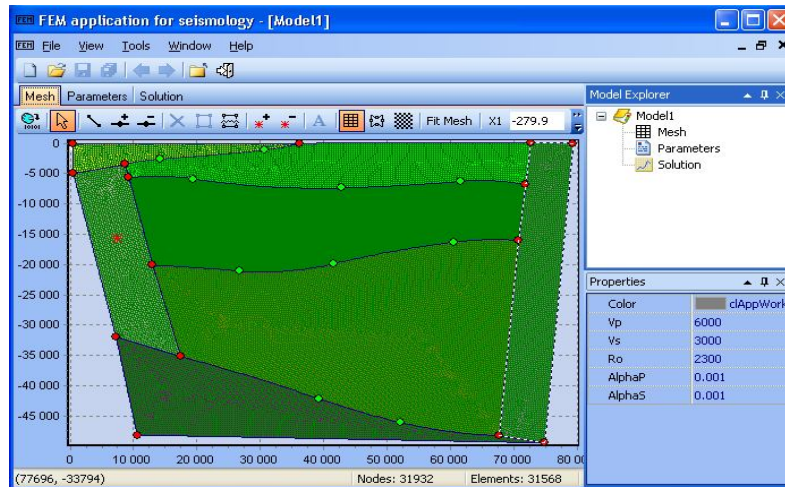 FEM FEM application for seismology - [Model1]
FEM File View Tools Window Help
Mesh Parameters Solution
A Fit Mesh X1 -279.9
0
-5 000
-10 000
-15 000
-20 000
-25 000
-30 000
-35 000
-40 000
-45 000
0 10 000 20 000 30 000 40 000 50 000 60 000 70 000 80 0
(77696, -33794) Nodes: 31932 Elements: 31568
Model Explorer
Model1
Mesh
Parameters
Solution
Properties
Color clAppWork
Vp 6000
Vs 3000
Ro 2300
AlphaP 0.001
AlphaS 0.001